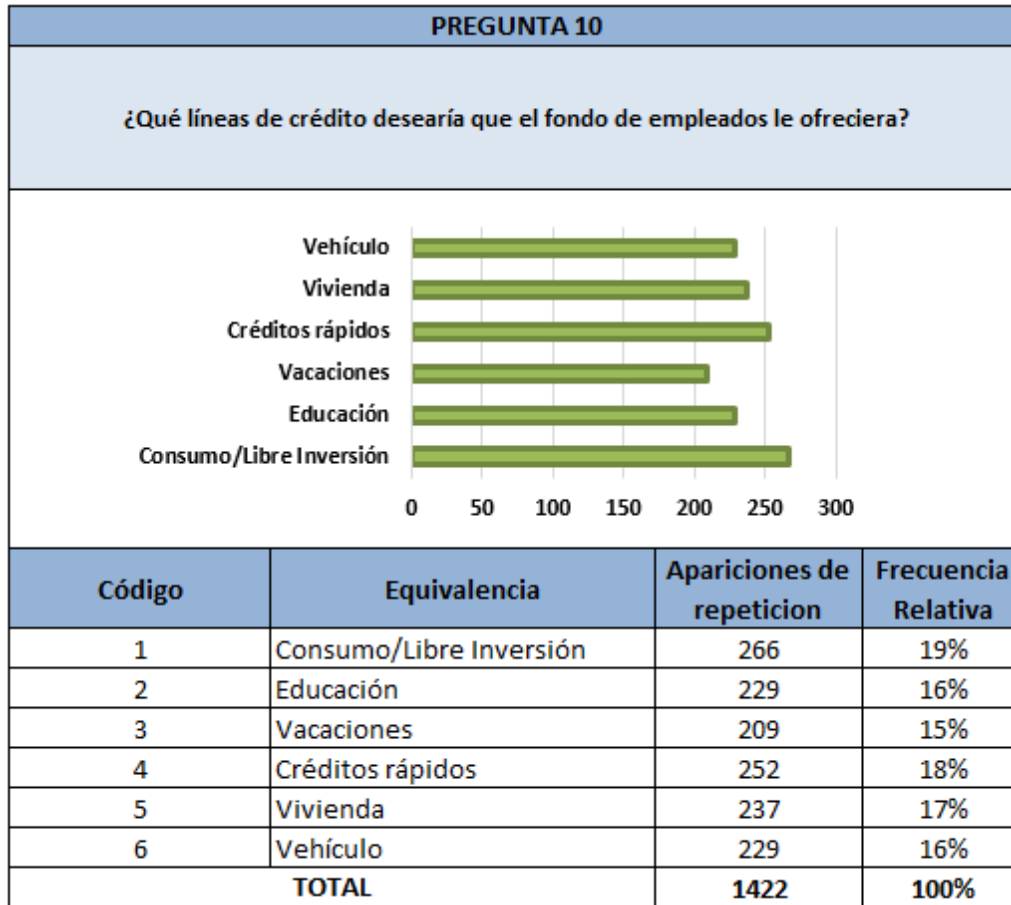 PREGUNTA 10
¿Qué líneas de crédito desearía que el fondo de empleados le ofreciera?
Vehículo
Vivienda
Créditos rápidos
Vacaciones
Educación
Consumo/Libre Inversión
0 50 100 150 200 250 300
Código Equivalencia Apariciones de repeticion Frecuencia Relativa
1 Consumo/Libre Inversión 266 19%
2 Educación 229 16%
3 Vacaciones 209 15%
4 Créditos rápidos 252 18%
5 Vivienda 237 17%
6 Vehículo 229 16%
TOTAL 1422 100%